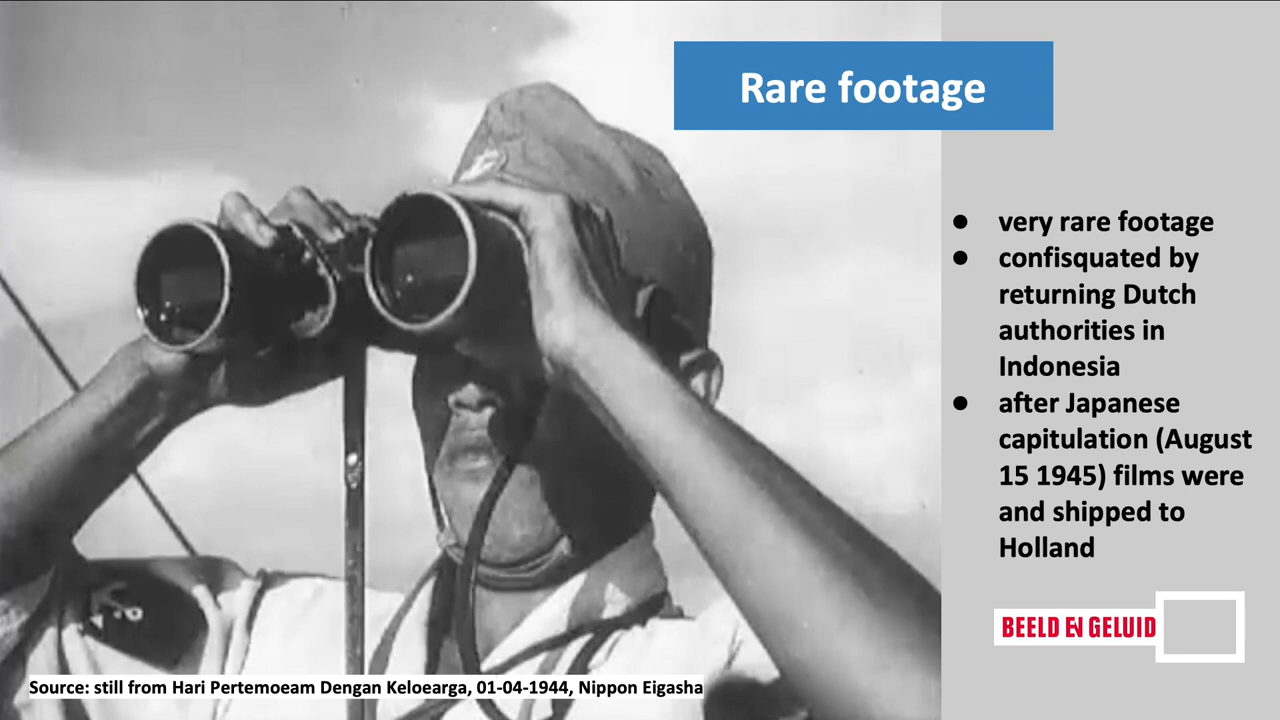 Rare footage
● very rare footage
● confisquated by
returning Dutch
authorities in
Indonesia
● after Japanese
capitulation (August
15 1945) films were
and shipped to
Holland
BEELD EN GELUID
Source: still from Hari Pertemoeam Dengan Keloearga, 01-04-1944, Nippon Eigasha